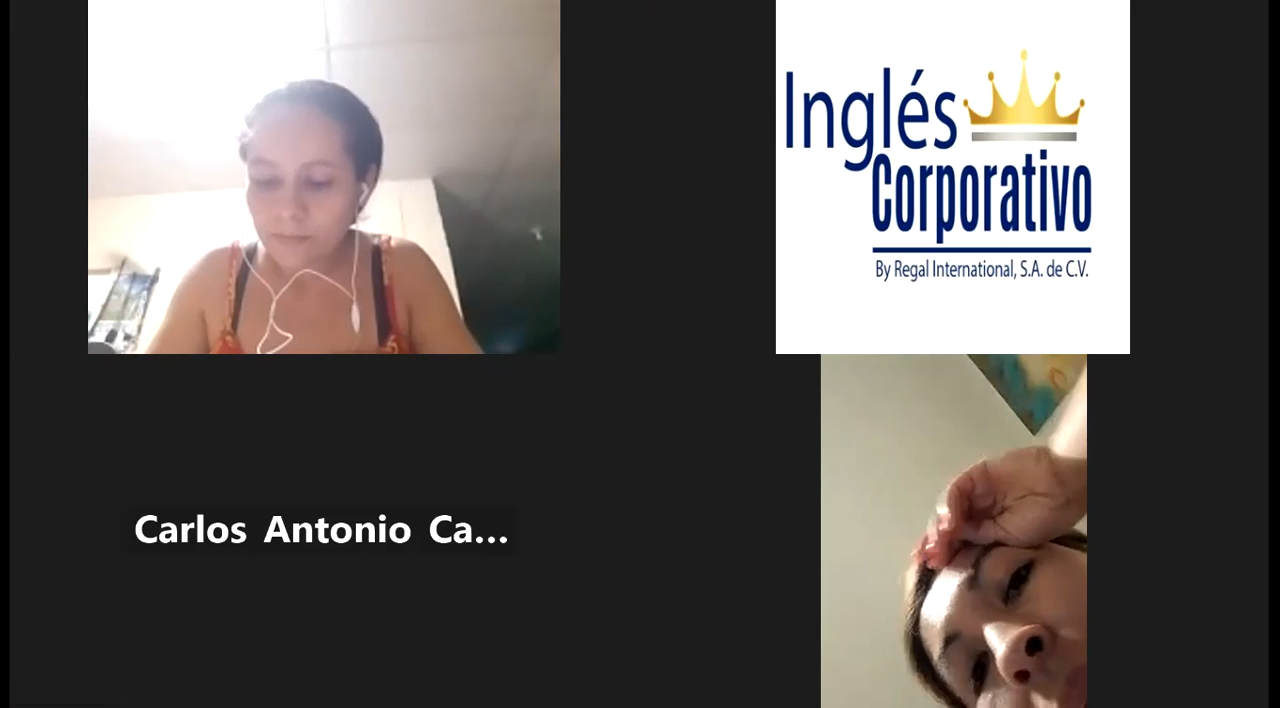 Inglés
Corporativo
By Regal International, S.A. de C.V.
Carlos Antonio Ca...